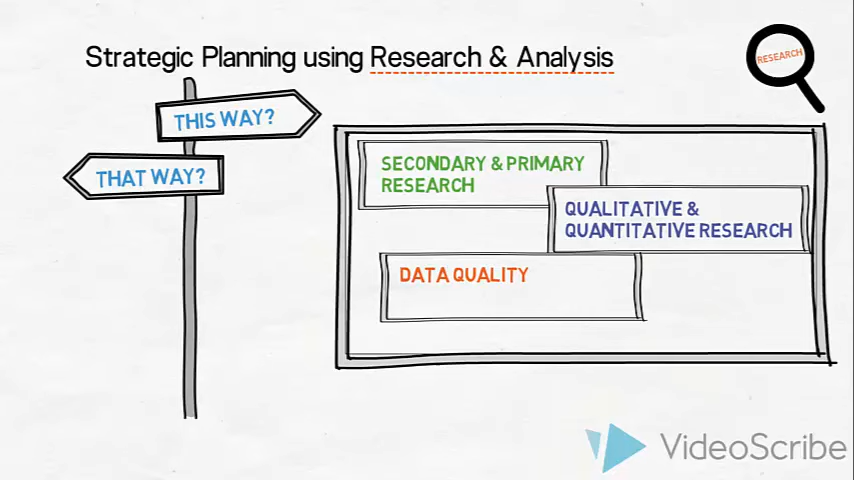 Strategic Planning using Research & Analysis
RESEARCH
THIS WAY?
THAT WAY?
SECONDARY & PRIMARY
RESEARCH
QUALITATIVE &
QUANTITATIVE RESEARCH
DATA QUALITY
VideoScribe